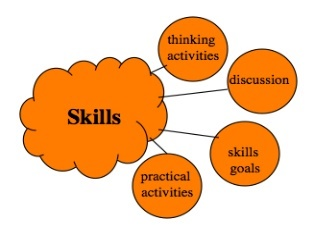 thinking
activities
discussion
Skills
skills
goals
practical
activities